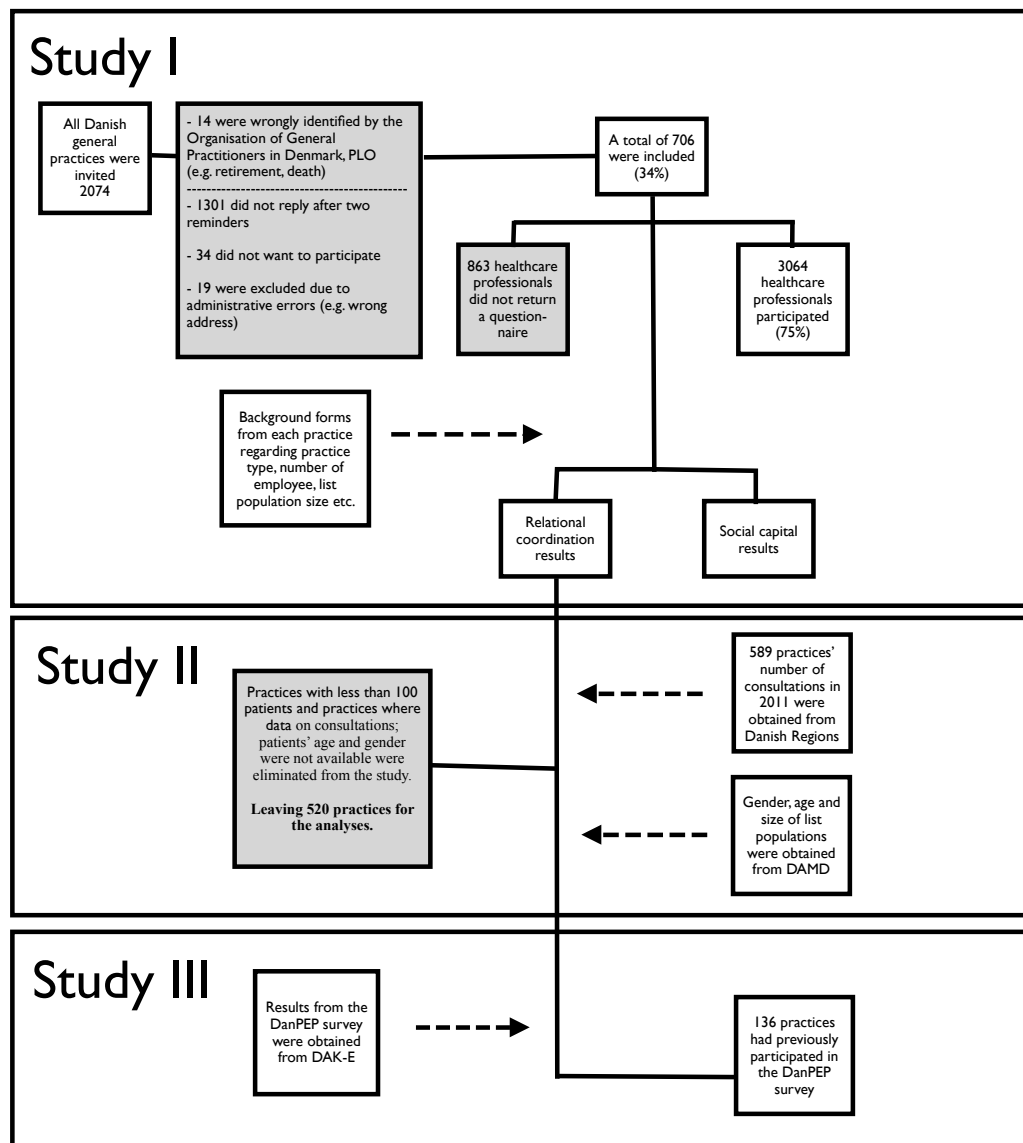 Study I
All Danish
general
practices were
invited
2074
- 14 were wrongly identified by the
Organisation of General
Practitioners in Denmark, PLO
(e.g. retirement, death)
---------------------------------------------
- 1301 did not reply after two
reminders
- 34 did not want to participate
- 19 were excluded due to
administrative errors (e.g. wrong
address)
A total of 706
were included
(34%)
863 healthcare
professionals
did not return
a question-
naire
3064
healthcare
professionals
participated
(75%)
Background forms
from each practice
regarding practice
type, number of
employee, list
population size etc.
Relational
coordination
results
Social capital
results
Study II
Practices with less than 100
patients and practices where
data on consultations;
patients’ age and gender
were not available were
eliminated from the study.
Leaving 520 practices for
the analyses.
589 practices’
number of
consultations in
2011 were
obtained from
Danish Regions
Gender, age and
size of list
populations
were obtained
from DAMD
Study III
Results from the
DanPEP survey
were obtained
from DAK-E
136 practices
had previously
participated in
the DanPEP
survey